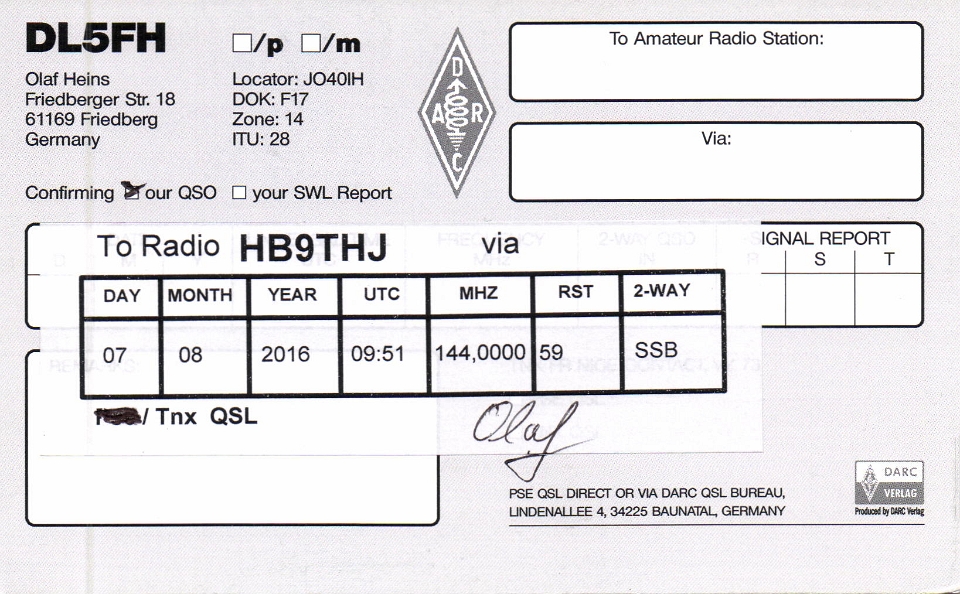 DL5FH
/p /m
Olaf Heins
Friedberger Str. 18
61169 Friedberg
Germany
Locator: JO40IH
DOK: F17
Zone: 14
ITU: 28
DARC
To Amateur Radio Station:
Via:
Confirming our QSO your SWL Report
To Radio HB9THJ via
SIGNAL REPORT
S T
DAY MONTH YEAR UTC MHZ RST 2-WAY
07 08 2016 09:51 144,0000 59 SSB
/ Tnx QSL
Olaf
REMARKS
PSE QSL DIRECT OR VIA DARC QSL BUREAU,
LINDENALLEE 4, 34225 BAUNATAL, GERMANY
DARC
VERLAG
Produced by DARC Verlag